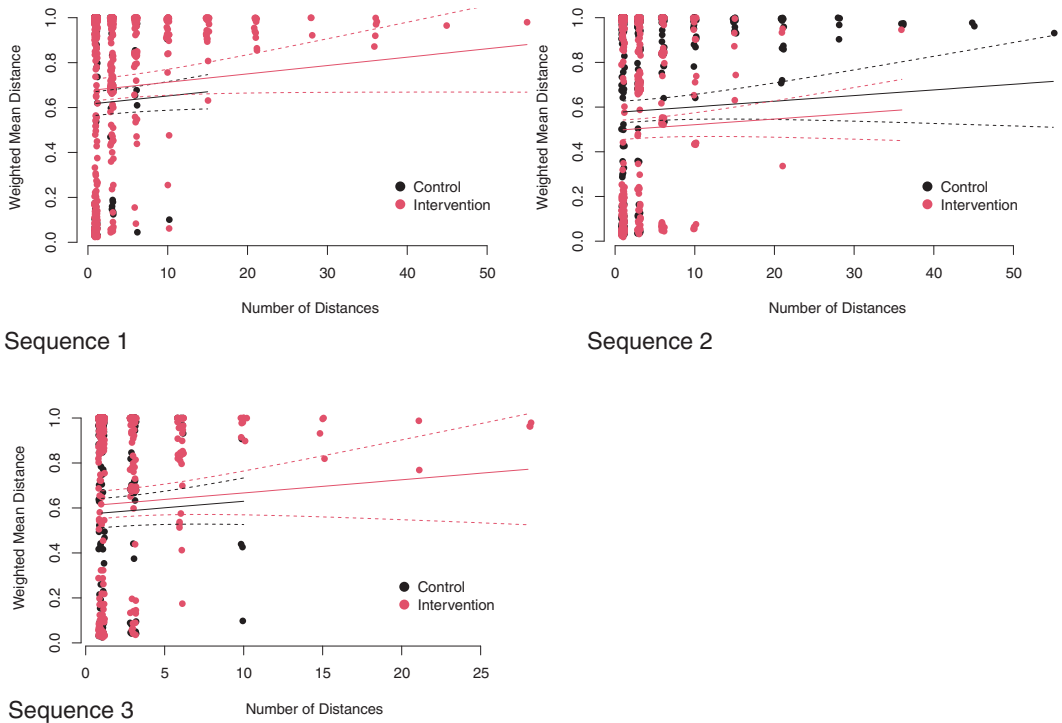 Weighted Mean Distance
1.0
0.8
0.6
0.4
0.2
0.0
Control
Intervention
0 10 20 30 40 50
Number of Distances
Sequence 1
Weighted Mean Distance
1.0
0.8
0.6
0.4
0.2
0.0
Control
Intervention
0 10 20 30 40 50
Number of Distances
Sequence 2
Weighted Mean Distance
1.0
0.8
0.6
0.4
0.2
0.0
Control
Intervention
0 5 10 15 20 25
Number of Distances
Sequence 3